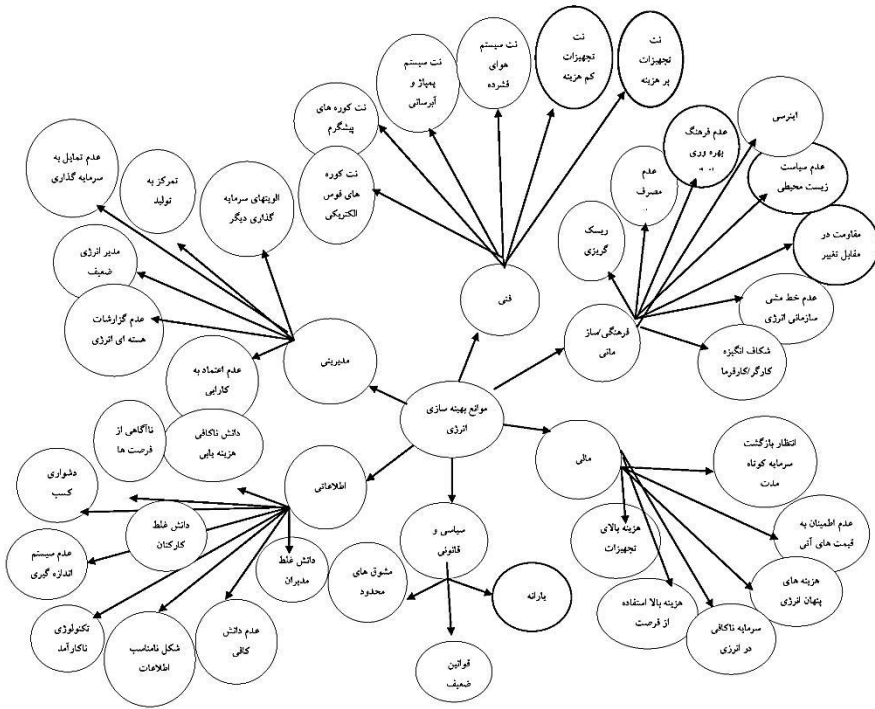 نت
تجهیزات
پر هزینه
نت
تجهیزات
کم هزینه
نت سیستم
هوای
فشرده
نت سیستم
پمپاژ و
آبرسانی
نت کوره های
پیشگرم
نت کوره
های قوس
الکتریکی
فنی
اینرسی
عدم فرهنگ
بهره وری
عدم
مصرف
ریسک
گریزی
عدم سیاست
زیست محیطی
مقاومت در
مقابل تغییر
عدم خط مشی
سازمانی انرژی
شکاف انگیزه
کارگر/کارفرما
فرهنگی/ساز
مانی
الویتهای سرمایه
گذاری دیگر
تمرکز به
تولید
عدم تمایل به
سرمایه گذاری
مدیر انرژی
ضعیف
عدم گزارشات
هسته ای انرژی
عدم اعتماد به
کارایی
مدیریتی
موانع بهینه سازی
انرژی
مالی
انتظار بازگشت
سرمایه کوتاه
مدت
عدم اطمینان به
قیمت های آتی
هزینه های
پنهان انرژی
سرمایه ناکافی
در انرژی
هزینه بالا استفاده
از فرصت
هزینه بالای
تجهیزات
اطلاعاتی
دانش ناکافی
هزینه یابی
ناآگاهی از
فرصت ها
دشواری
کسب
دانش غلط
کارکنان
عدم سیستم
اندازه گیری
تکنولوژی
ناکارآمد
شکل نامناسب
اطلاعات
عدم دانش
کافی
دانش غلط
مدیران
سیاسی و
قانونی
مشوق های
محدود
یارانه
قوانین
ضعیف